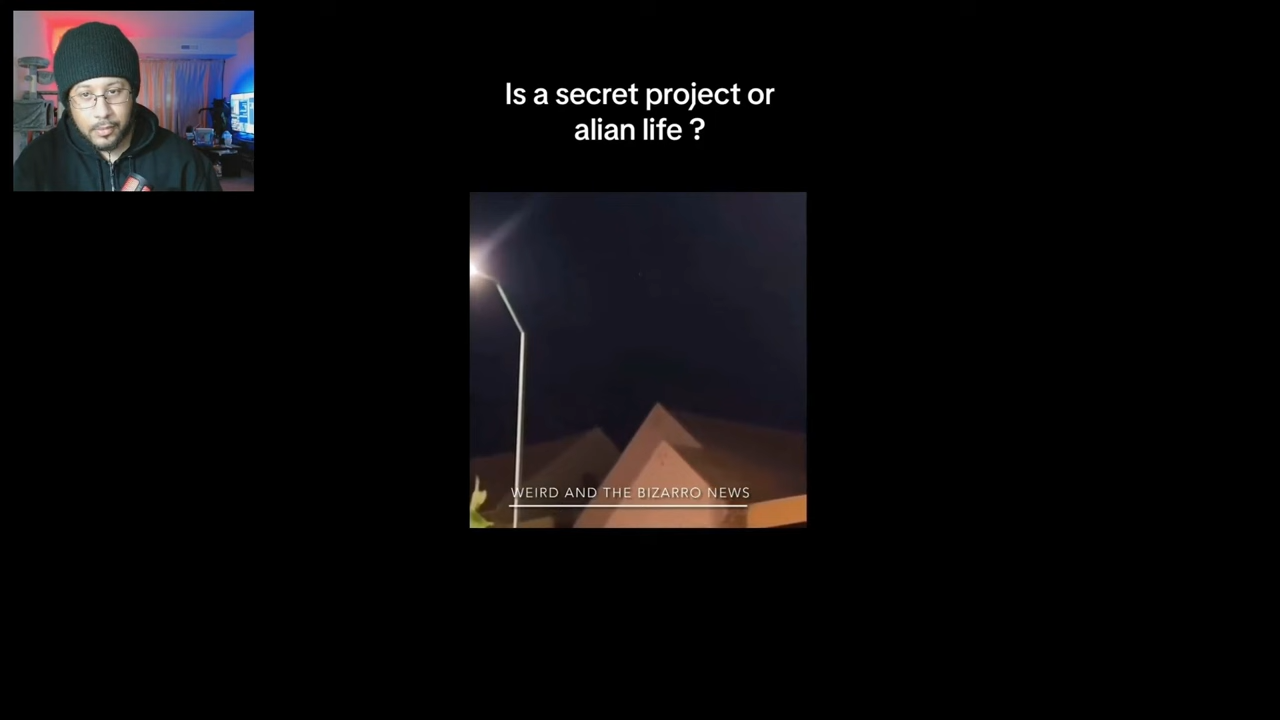 Is a secret project or
alian life ?
WEIRD AND THE BIZARRO NEWS